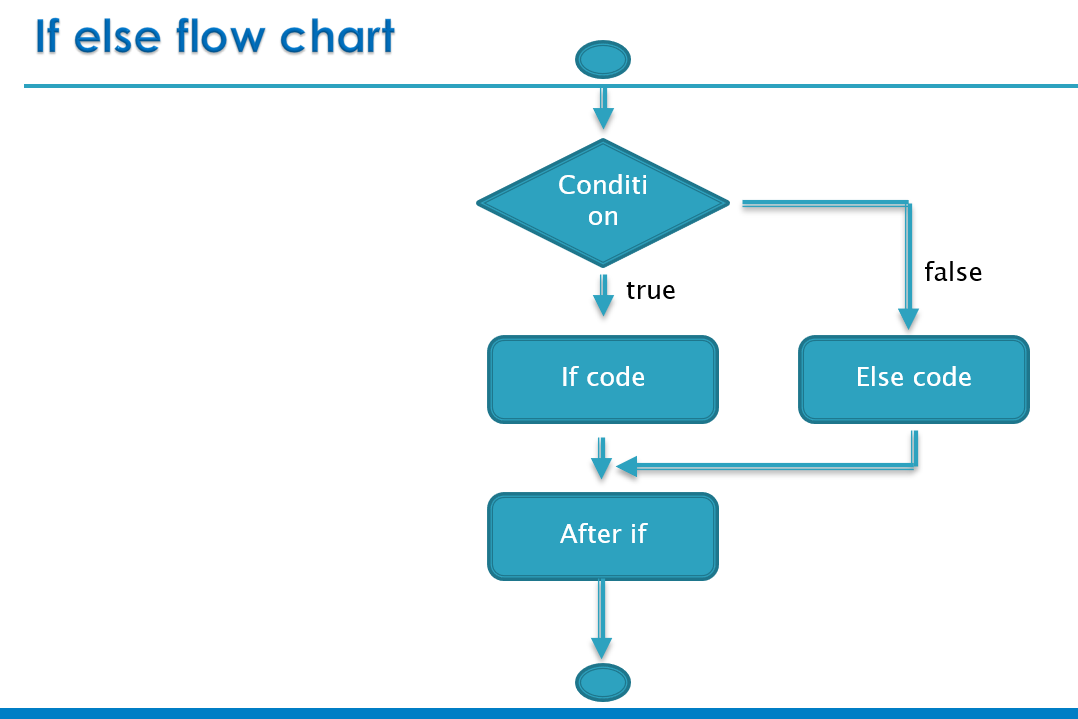 If else flow chart
Conditi
on
true
false
If code
Else code
After if